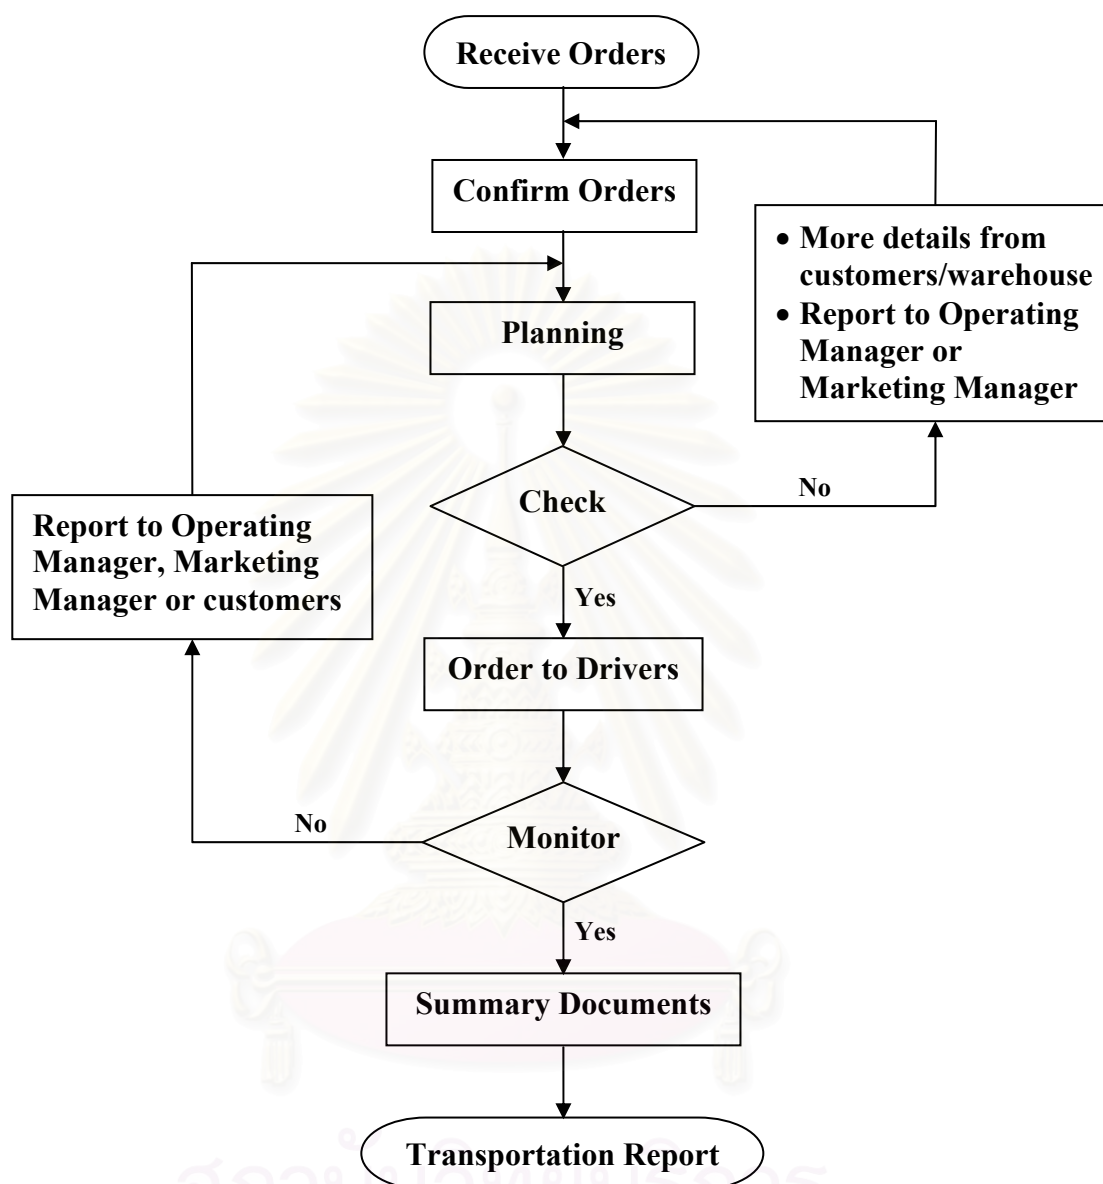 Receive Orders
Confirm Orders
• More details from
customers/warehouse
• Report to Operating
Manager or
Marketing Manager
Planning
Check
No
Report to Operating
Manager, Marketing
Manager or customers
Yes
Order to Drivers
No
Monitor
Yes
Summary Documents
Transportation Report